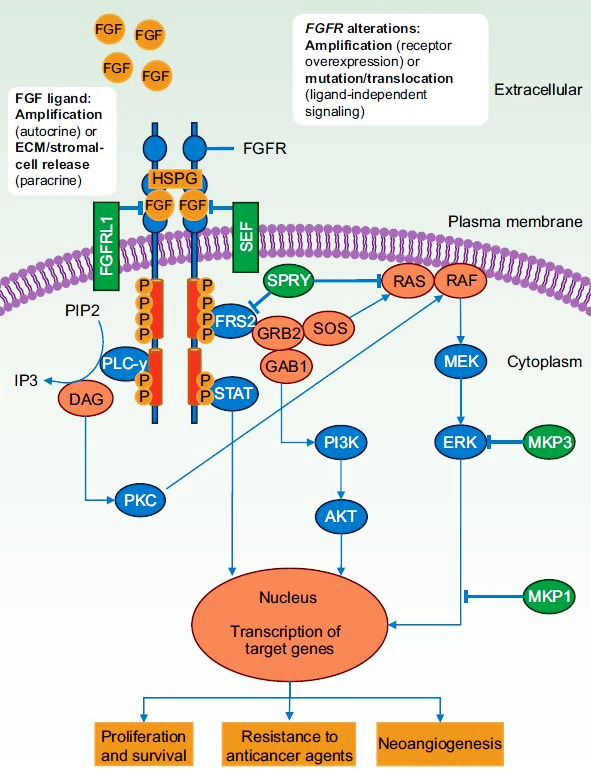 FGF
FGF
FGF
FGF
FGFR alterations:
Amplification (receptor
overexpression) or
mutation/translocation
(ligand-independent
signaling)
Extracellular
FGF ligand:
Amplification
(autocrine) or
ECM/stromal-
cell release
(paracrine)
FGFR
HSPG
FGF
FGF
FGFRL1
SEF
Plasma membrane
SPRY
RAS
RAF
P
P
P
P
P
P
P
P
PIP2
FRS2
GRB2
SOS
GAB1
MEK
Cytoplasm
PLC-y
P
P
P
P
IP3
DAG
STAT
PI3K
ERK
MKP3
PKC
AKT
MKP1
Nucleus
Transcription of
target genes
Proliferation
and survival
Resistance to
anticancer agents
Neoangiogenesis